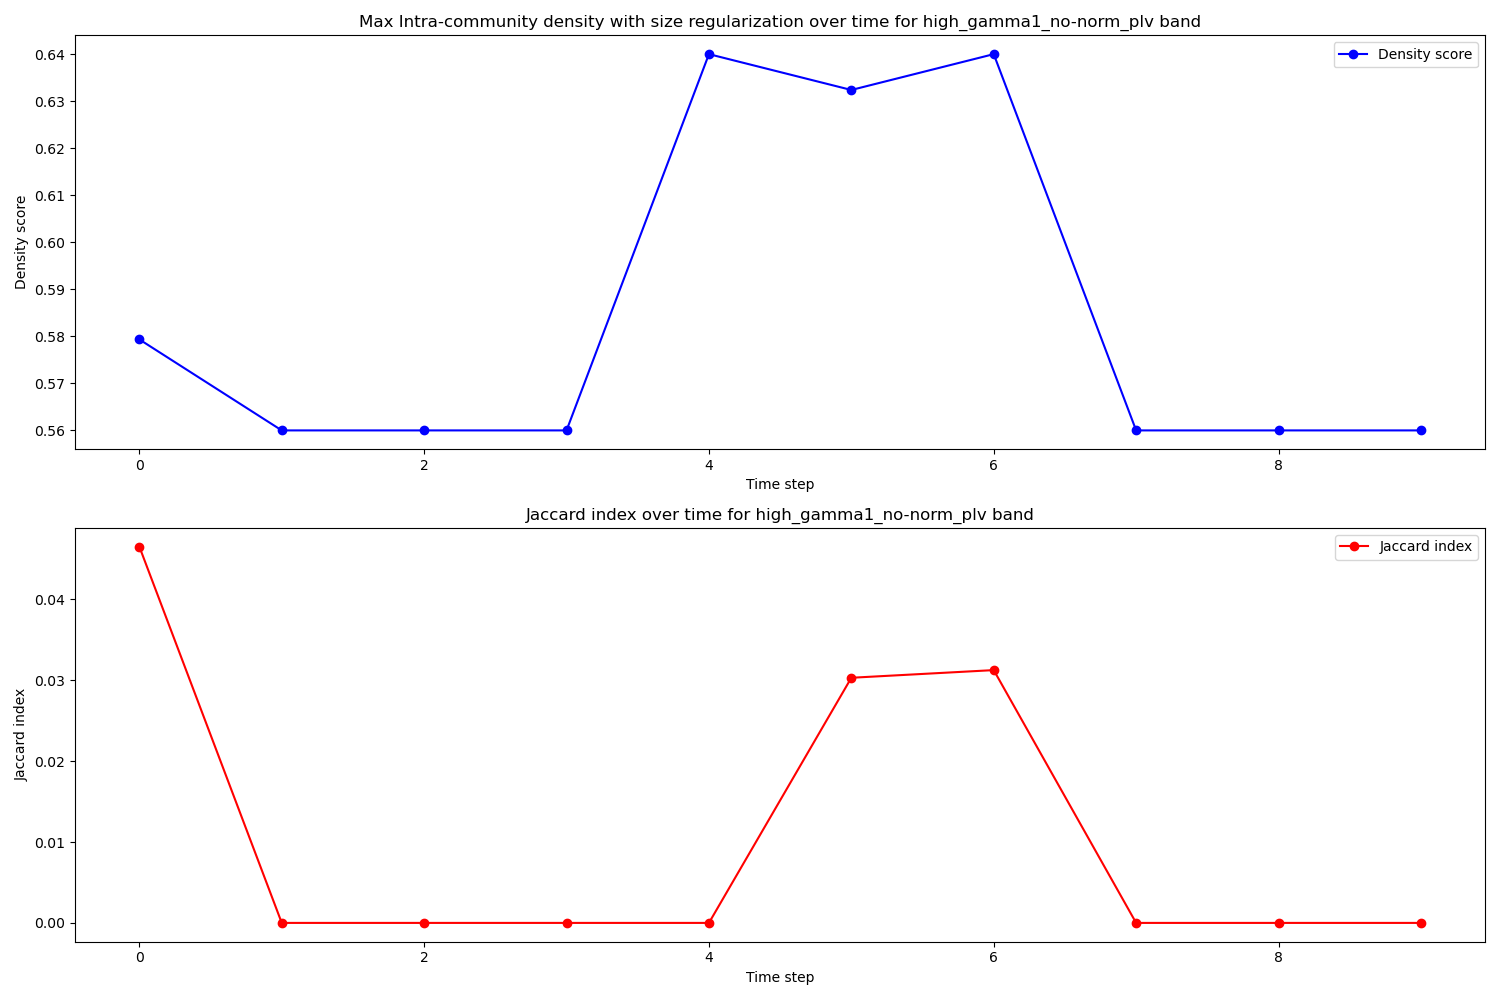 Max Intra-community density with size regularization over time for high_gamma1_no-norm_plv band
Density score
0.64
0.63
0.62
0.61
0.60
0.59
0.58
0.57
0.56
Density score
0 2 4 6 8
Time step
Jaccard index over time for high_gamma1_no-norm_plv band
Jaccard index
0.04
0.03
0.02
0.01
0.00
Jaccard index
0 2 4 6 8
Time step